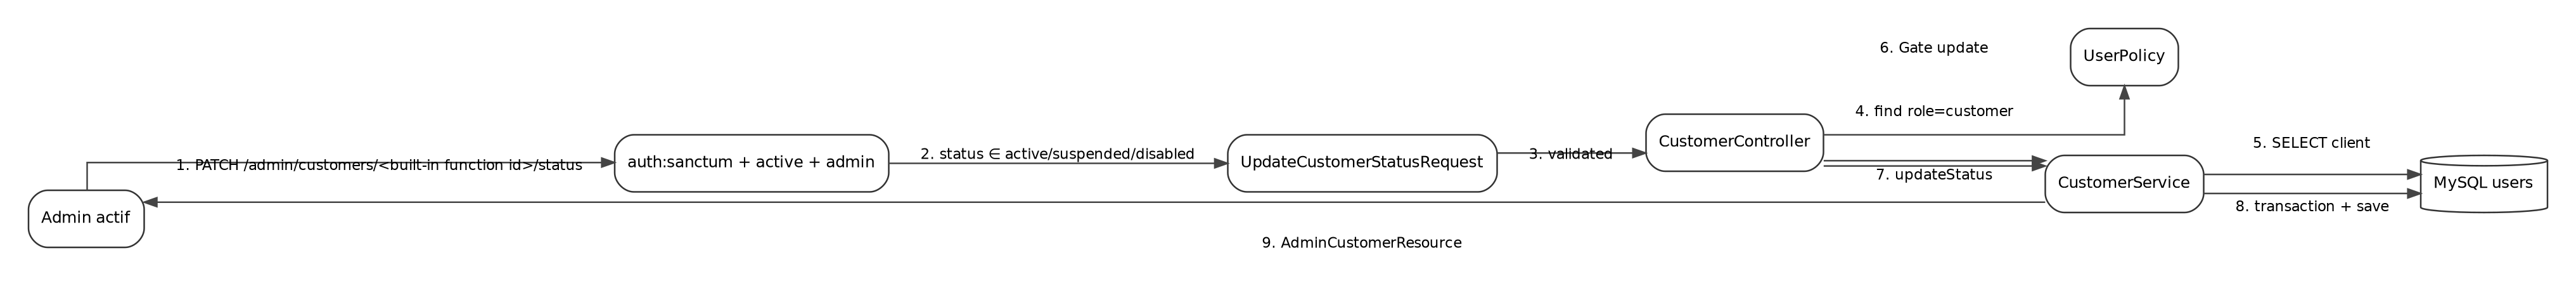 6. Gate update
UserPolicy
4. find role=customer
CustomerController
5. SELECT client
1. PATCH /admin/customers/<built-in function id>/status
auth:sanctum + active + admin
2. status ∈ active/suspended/disabled
UpdateCustomerStatusRequest
3. validated
7. updateStatus
CustomerService
MySQL users
Admin actif
8. transaction + save
9. AdminCustomerResource